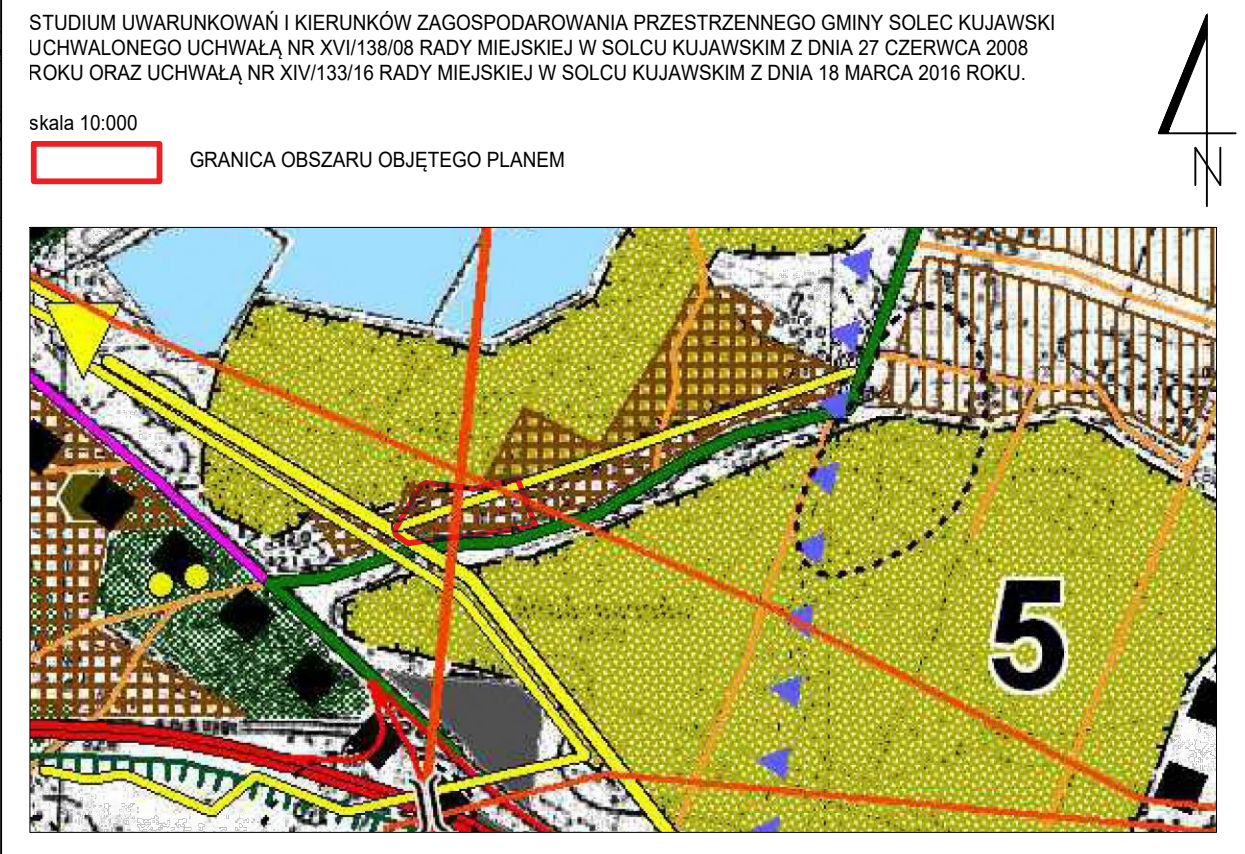 STUDIUM UWARUNKOWAŃ I KIERUNKÓW ZAGOSPODAROWANIA PRZESTRZENNEGO GMINY SOLEC KUJAWSKI
UCHWALONEGO UCHWAŁĄ NR XVI/138/08 RADY MIEJSKIEJ W SOLCU KUJAWSKIM Z DNIA 27 CZERWCA 2008
ROKU ORAZ UCHWAŁĄ NR XIV/133/16 RADY MIEJSKIEJ W SOLCU KUJAWSKIM Z DNIA 18 MARCA 2016 ROKU.
skala 10:000
GRANICA OBSZARU OBJĘTEGO PLANEM
N
5